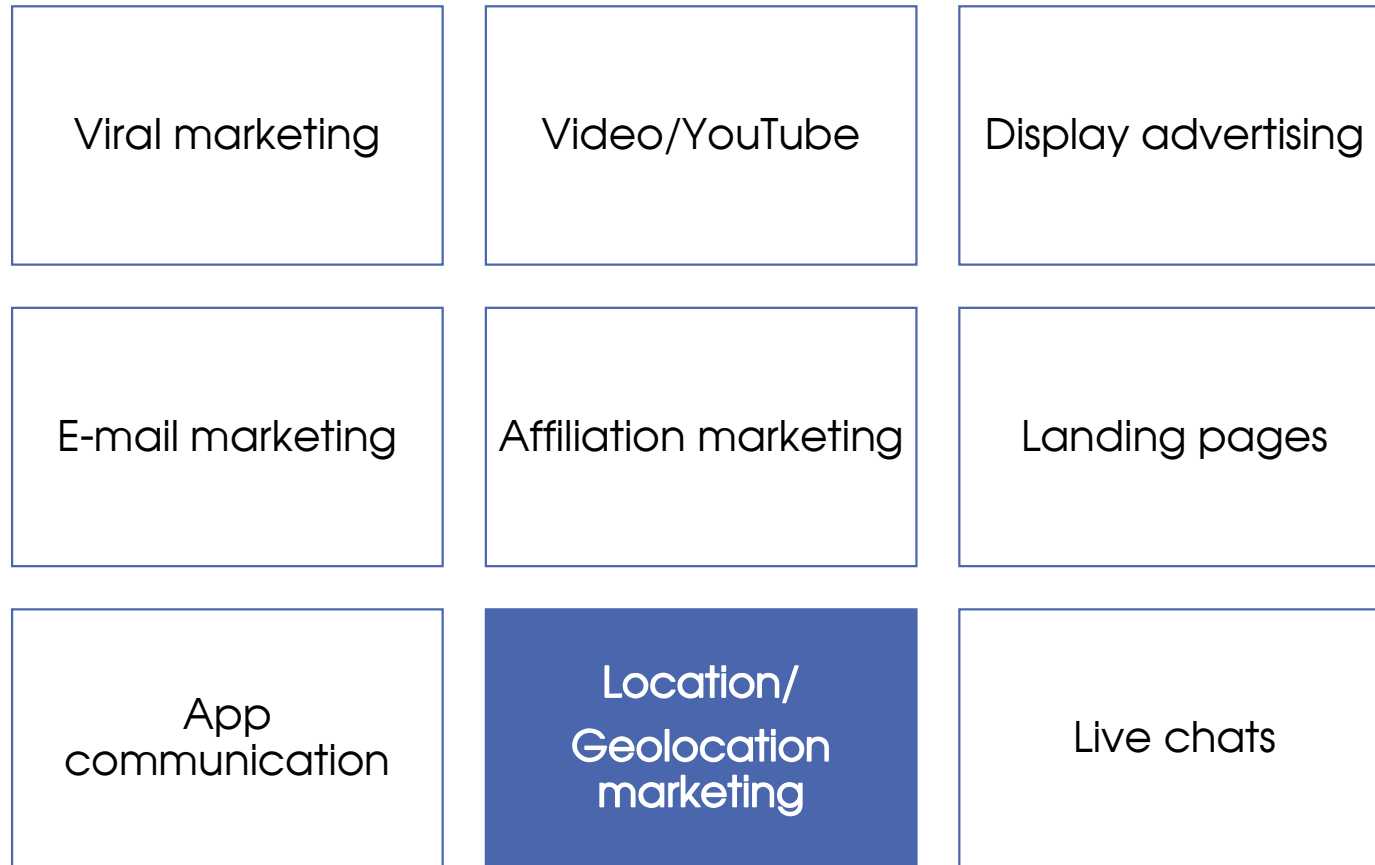 Viral marketing
Video/YouTube
Display advertising
E-mail marketing
Affiliation marketing
Landing pages
App
communication
Location/
Geolocation
marketing
Live chats